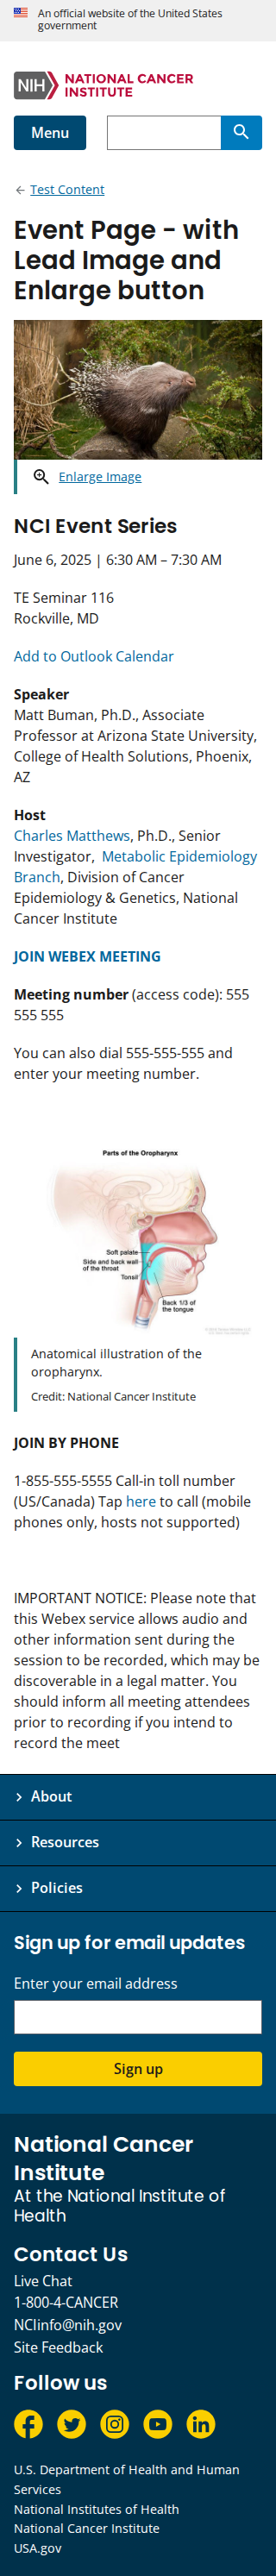 An official website of the United States
government
NIH NATIONAL CANCER
INSTITUTE
Menu
Test Content
Event Page - with
Lead Image and
Enlarge button
Enlarge Image
NCI Event Series
June 6, 2025 | 6:30 AM – 7:30 AM
TE Seminar 116
Rockville, MD
Add to Outlook Calendar
Speaker
Matt Buman, Ph.D., Associate
Professor at Arizona State University,
College of Health Solutions, Phoenix,
AZ
Host
Charles Matthews, Ph.D., Senior
Investigator, Metabolic Epidemiology
Branch, Division of Cancer
Epidemiology & Genetics, National
Cancer Institute
JOIN WEBEX MEETING
Meeting number (access code): 555
555 555
You can also dial 555-555-555 and
enter your meeting number.
Parts of the Oropharynx
Soft palate
Side and back wall
of the throat
Tonsil
Back 1/3 of
the tongue
Anatomical illustration of the
oropharynx.
Credit: National Cancer Institute
JOIN BY PHONE
1-855-555-5555 Call-in toll number
(US/Canada) Tap here to call (mobile
phones only, hosts not supported)
IMPORTANT NOTICE: Please note that
this Webex service allows audio and
other information sent during the
session to be recorded, which may be
discoverable in a legal matter. You
should inform all meeting attendees
prior to recording if you intend to
record the meet
About
Resources
Policies
Sign up for email updates
Enter your email address
Sign up
National Cancer
Institute
At the National Institute of
Health
Contact Us
Live Chat
1-800-4-CANCER
NCIinfo@nih.gov
Site Feedback
Follow us
U.S. Department of Health and Human
Services
National Institutes of Health
National Cancer Institute
USA.gov